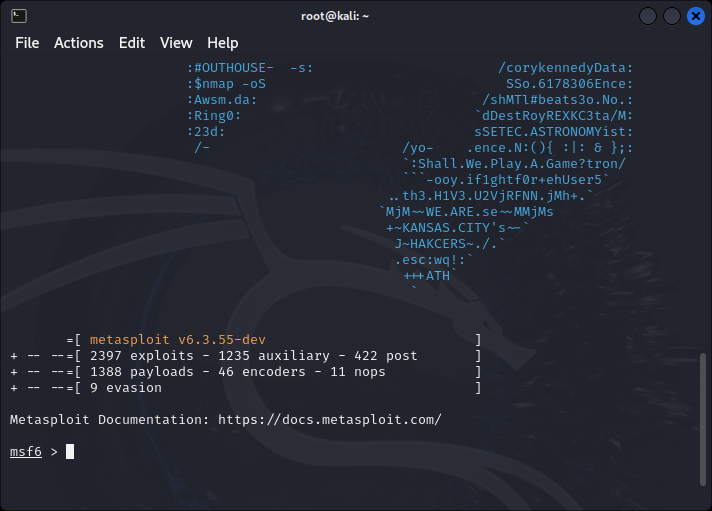 root@kali: ~
File Actions Edit View Help
:#OUTHOUSE- -s: /corykennedyData:
:$nmap -oS SSo.6178306Ence:
:Awsm.da: /shMTl#beats3o.No.:
:Ring0: `dDestRoyREXKC3ta/M:
:23d: sSETEC.ASTRONOMYist:
/- /yo- .ence.N:(){ :|: & };:
`:Shall.We.Play.A.Game?tron/
```-ooy.if1ghtf0r+ehUser5`
..th3.H1V3.U2VjRFNN.jMh+.`
`MjM~~WE.ARE.se~~MMjMs
+~KANSAS.CITY's~-`
J~HAKCERS~./.`
.esc:wq!:`
+++ATH`
`
=[ metasploit v6.3.55-dev ]
+ -- --=[ 2397 exploits - 1235 auxiliary - 422 post ]
+ -- --=[ 1388 payloads - 46 encoders - 11 nops ]
+ -- --=[ 9 evasion ]
Metasploit Documentation: https://docs.metasploit.com/
msf6 >